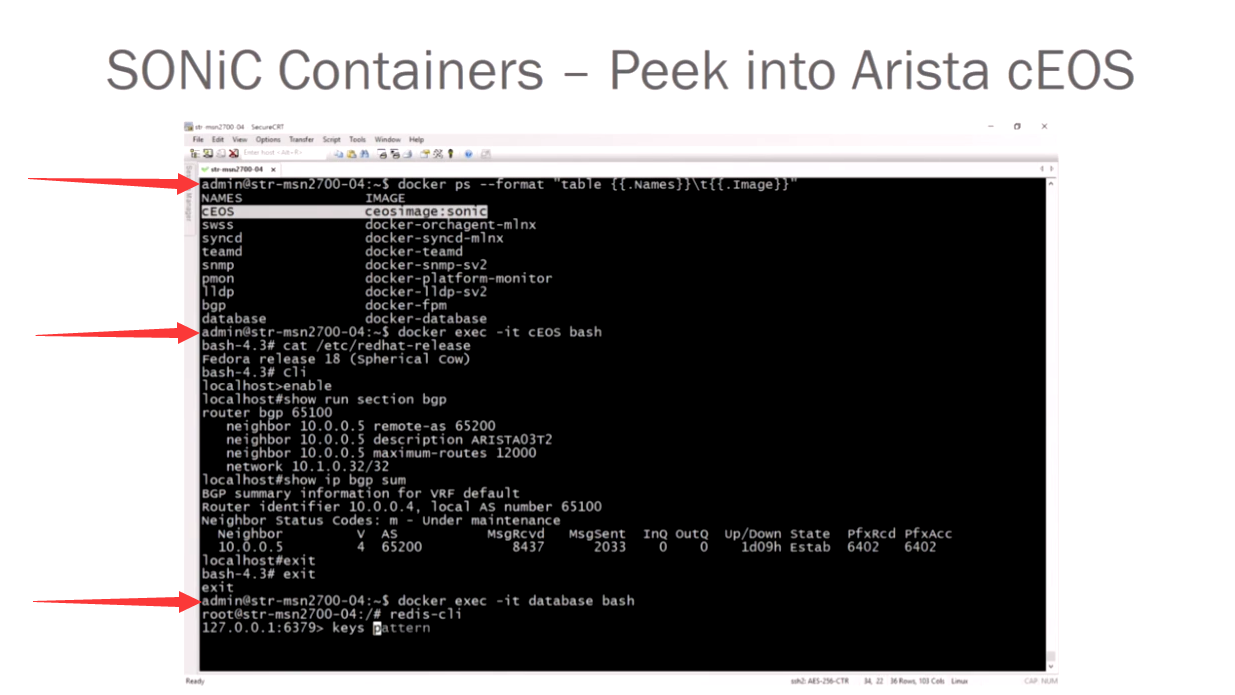 SONiC Containers – Peek into Arista cEOS
str-msn2700-04 SecureCRT
File Edit View Options Transfer Script Tools Window Help
Enter host <Alt+R>
str-msn2700-04 x
admin@str-msn2700-04:~$ docker ps --format "table {{.Names}}\t{{.Image}}"
NAMES IMAGE
cEOS ceosimage:sonic
swss docker-orchagent-mlnx
syncd docker-syncd-mlnx
teamd docker-teamd
snmp docker-snmp-sv2
pmon docker-platform-monitor
lldp docker-lldp-sv2
bgp docker-fpm
database docker-database
admin@str-msn2700-04:~$ docker exec -it cEOS bash
bash-4.3# cat /etc/redhat-release
Fedora release 18 (Spherical Cow)
bash-4.3# Cli
localhost>enable
localhost#show run section bgp
router bgp 65100
neighbor 10.0.0.5 remote-as 65200
neighbor 10.0.0.5 description ARISTA03T2
neighbor 10.0.0.5 maximum-routes 12000
network 10.1.0.32/32
localhost#show ip bgp sum
BGP summary information for VRF default
Router identifier 10.0.0.4, local AS number 65100
Neighbor Status Codes: m - Under maintenance
Neighbor V AS MsgRcvd MsgSent InQ OutQ Up/Down State PfxRcd PfxAcc
10.0.0.5 4 65200 8437 2033 0 0 1d09h Estab 6402 6402
localhost#exit
bash-4.3# exit
exit
admin@str-msn2700-04:~$ docker exec -it database bash
root@str-msn2700-04:/# redis-cli
127.0.0.1:6379> keys pattern
Ready ssh2: AES-256-CTR 34, 22 36 Rows, 103 Cols Linux CAP NUM